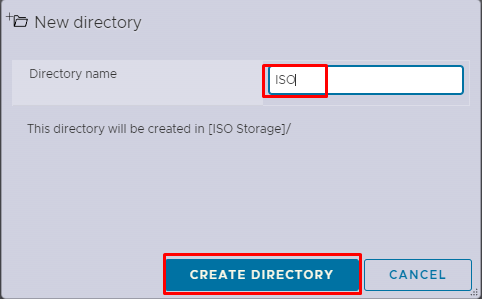 New directory
Directory name
ISO
This directory will be created in [ISO Storage]/
CREATE DIRECTORY
CANCEL